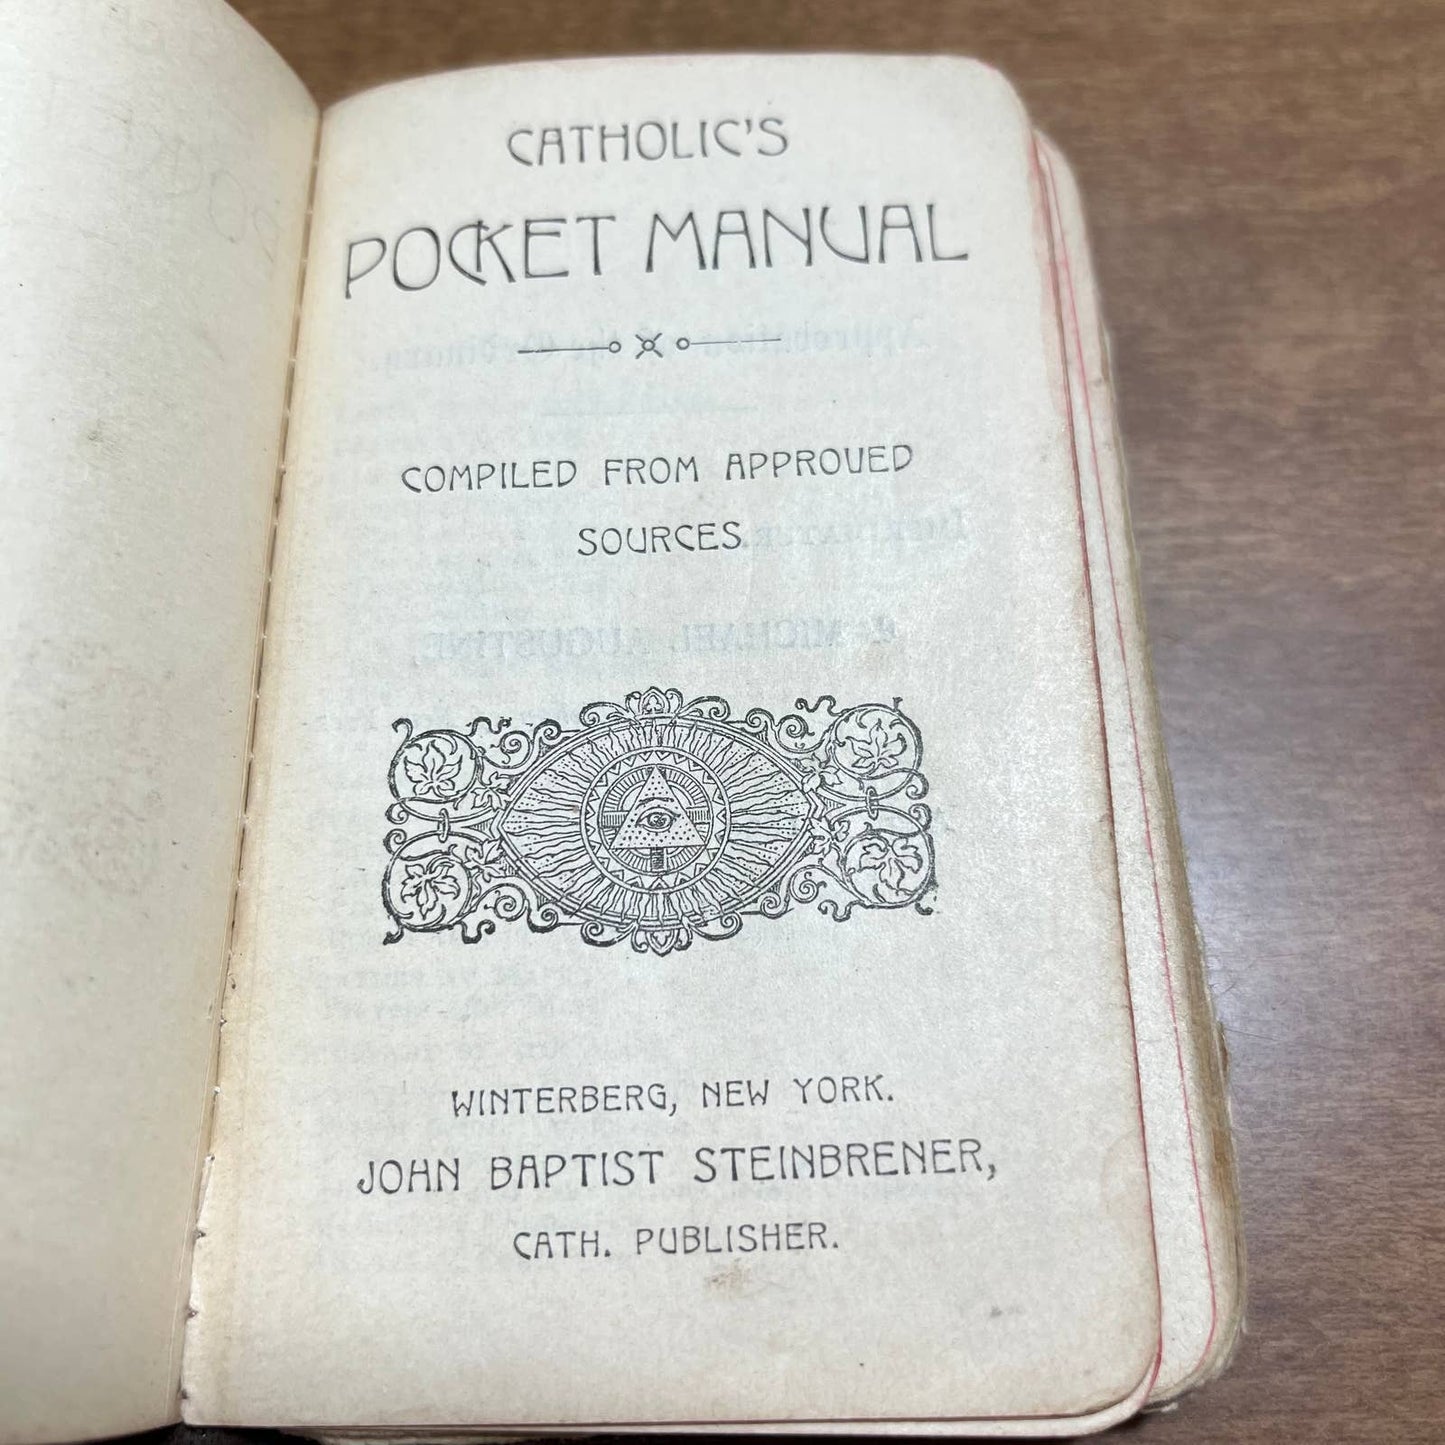 CATHOLIC'S
POCKET MANUAL
COMPILED FROM APPROVED
SOURCES.
WINTERBERG, NEW YORK.
JOHN BAPTIST STEINBRENER,
CATH. PUBLISHER.